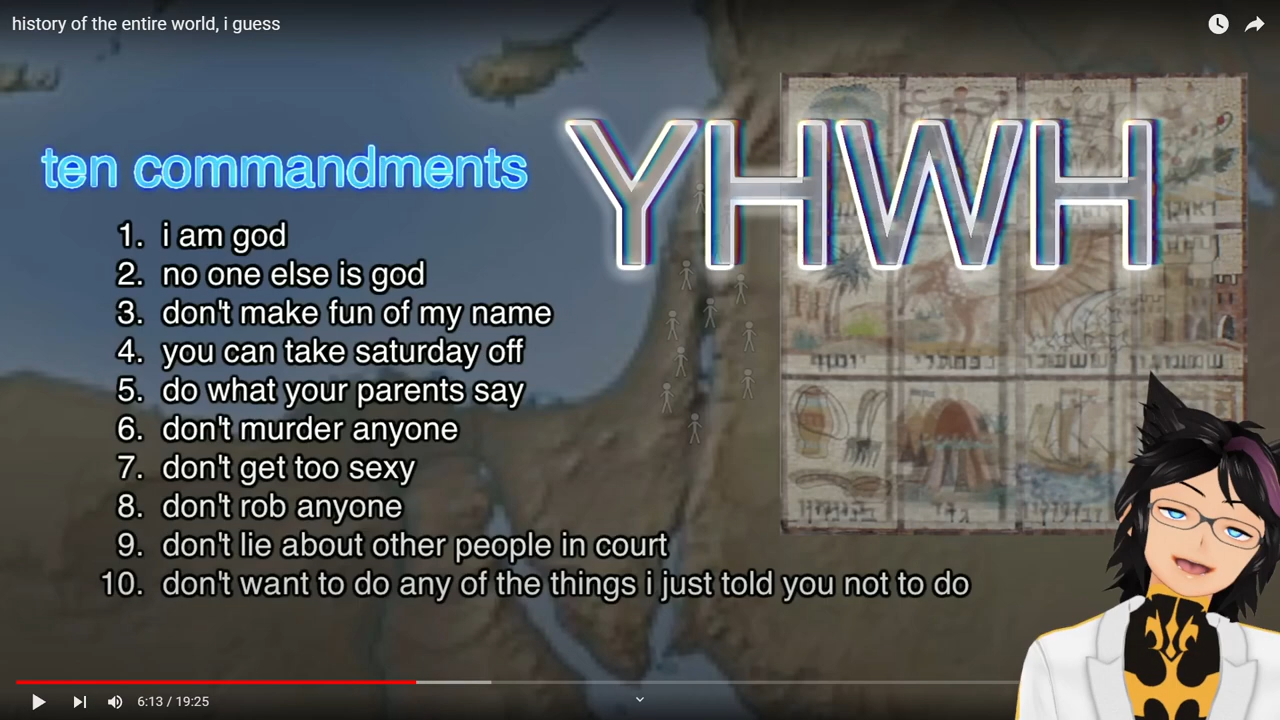 history of the entire world, i guess
YHWH
ten commandments
1. i am god
2. no one else is god
3. don't make fun of my name
4. you can take saturday off
5. do what your parents say
6. don't murder anyone
7. don't get too sexy
8. don't rob anyone
9. don't lie about other people in court
10. don't want to do any of the things i just told you not to do
6:13 / 19:25